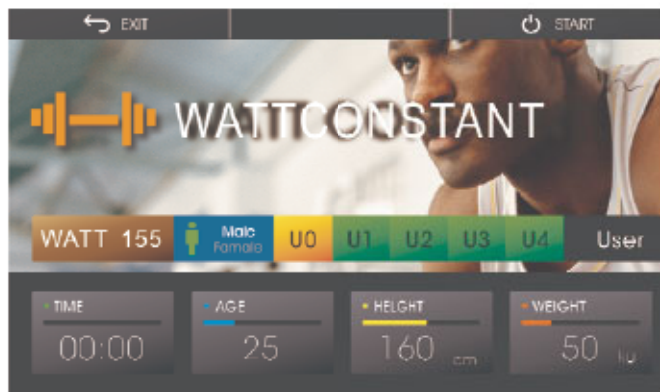 EXIT START
WATTCONSTANT
WATT 155 Male Female U0 U1 U2 U3 U4 User
TIME AGE HELGHT WEIGHT
00:00 25 160 cm 50